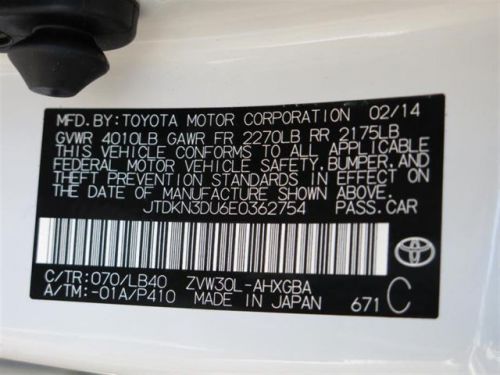 MFD.BY:TOYOTA MOTOR CORPORATION 02/14
GVWR 4010LB GAWR FR 2270LB RR 2175LB
THIS VEHICLE CONFORMS TO ALL APPLICABLE
FEDERAL MOTOR VEHICLE SAFETY, BUMPER, AND
THEFT PREVENTION STANDARDS IN EFFECT ON
THE DATE OF MANUFACTURE SHOWN ABOVE.
JTDKN3DU6E0362754 PASS.CAR
C/TR:070/LB40 ZVW30L-AHXGBA
A/TM:-01A/P410 MADE IN JAPAN 671 C